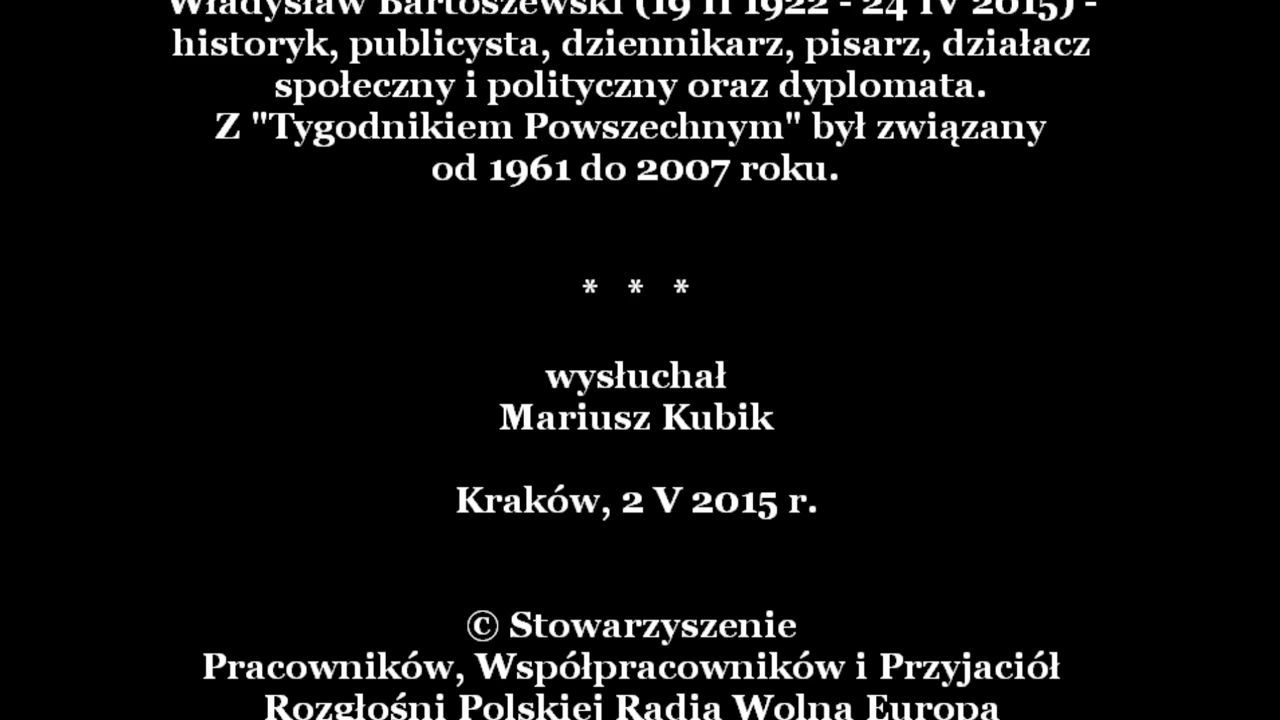 Władysław Bartoszewski (19 II 1922 - 24 IV 2015) -
historyk, publicysta, dziennikarz, pisarz, działacz
społeczny i polityczny oraz dyplomata.
Z "Tygodnikiem Powszechnym" był związany
od 1961 do 2007 roku.
* * *
wysłuchał
Mariusz Kubik
Kraków, 2 V 2015 r.
© Stowarzyszenie
Pracowników, Współpracowników i Przyjaciół
Rozgłośni Polskiej Radia Wolna Europa